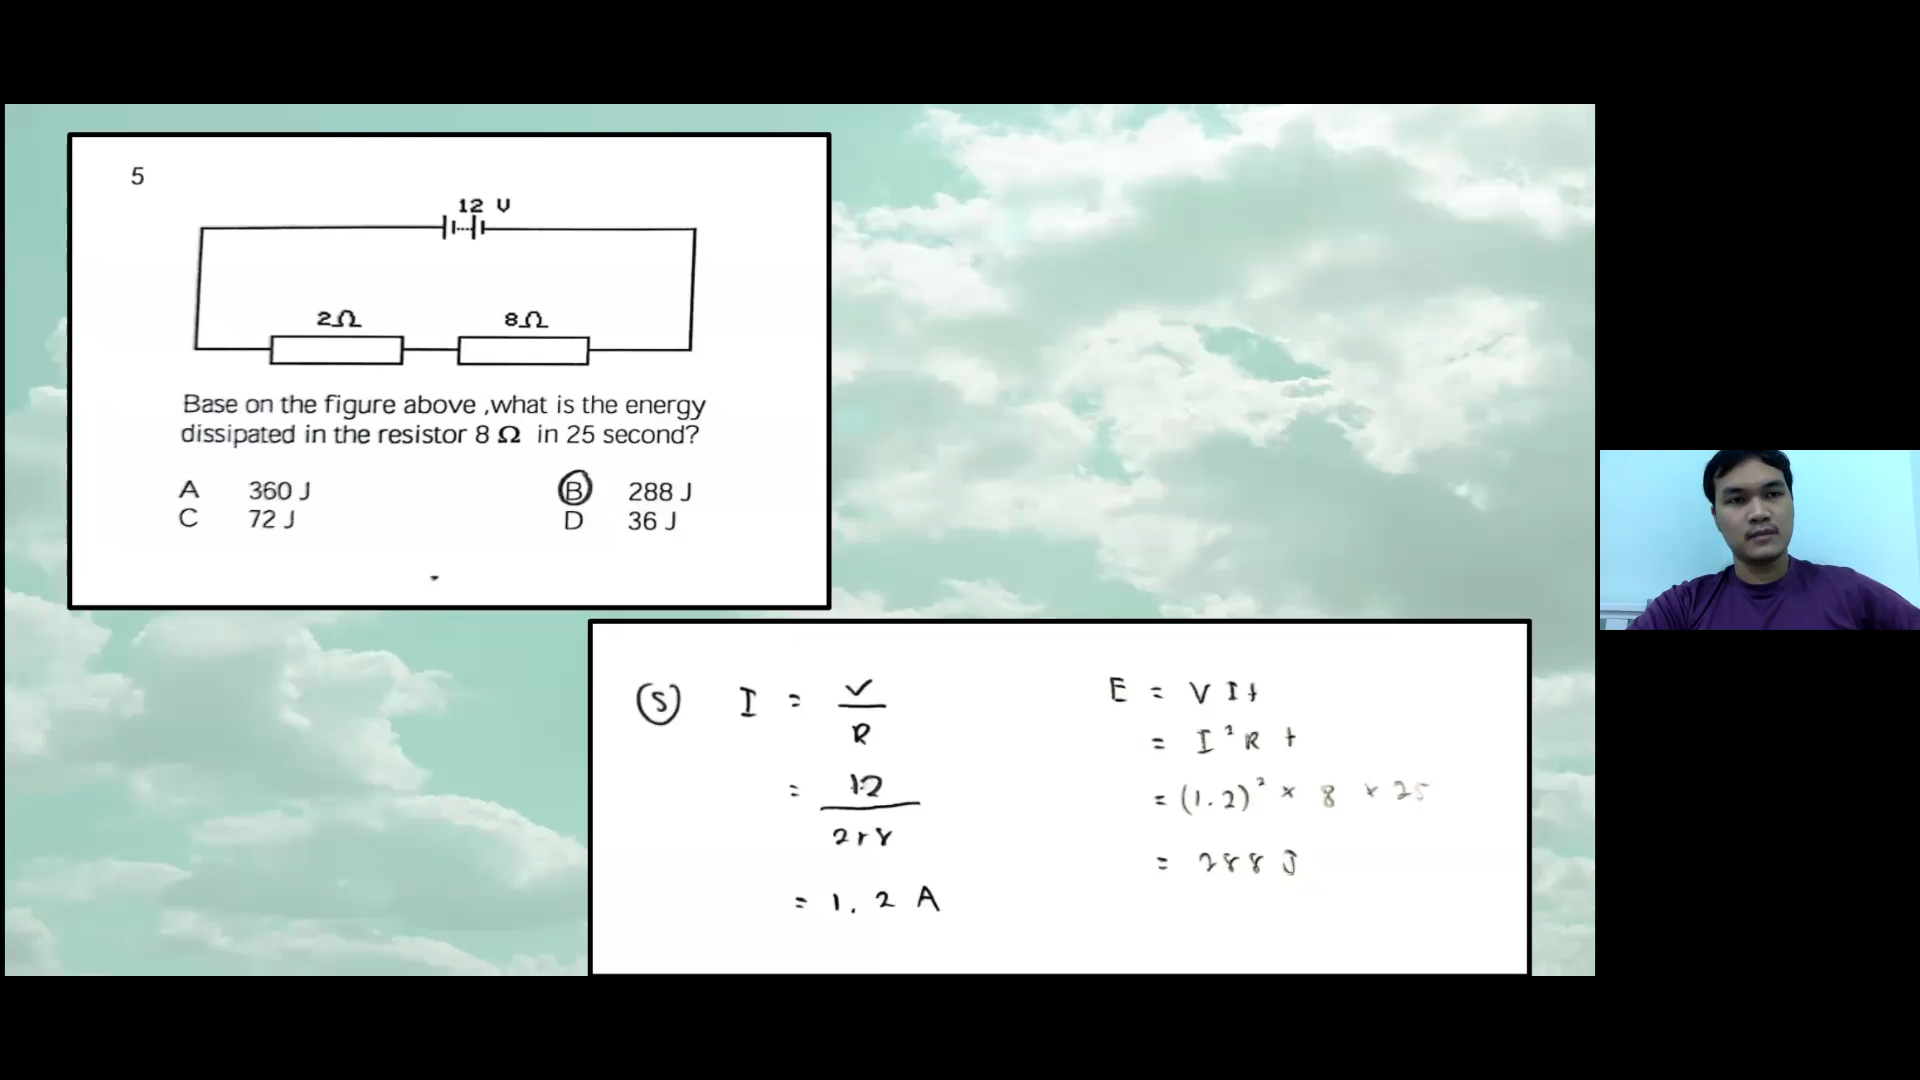 5
12 V
2Ω
8Ω
Base on the figure above ,what is the energy
dissipated in the resistor 8 Ω in 25 second?
A 360 J
B 288 J
C 72 J
D 36 J
5 I = V/R
= 12/2+8
= 1.2 A
E = VIt
= I²Rt
= (1.2)² × 8 × 25
= 288 J